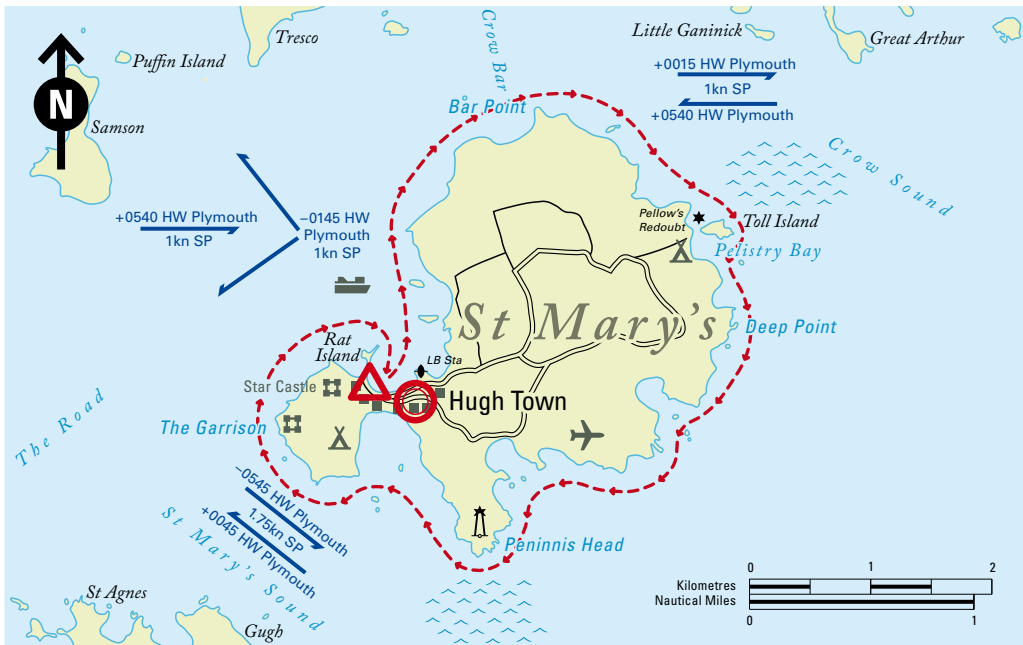 Tresco
Little Ganinick
Great Arthur
Puffin Island
Crow Bar
+0015 HW Plymouth
1kn SP
+0540 HW Plymouth
N
Bar Point
Samson
Crow Sound
+0540 HW Plymouth
1kn SP
–0145 HW
Plymouth
1kn SP
Pellow's
Redoubt
Toll Island
Pelistry Bay
St Mary's
Deep Point
Rat
Island
LB Sta
Star Castle
Hugh Town
The Road
The Garrison
–0545 HW Plymouth
1.75kn SP
+0045 HW Plymouth
St Mary's Sound
Peninnis Head
St Agnes
Gugh
0 1 2
Kilometres
Nautical Miles
0 1